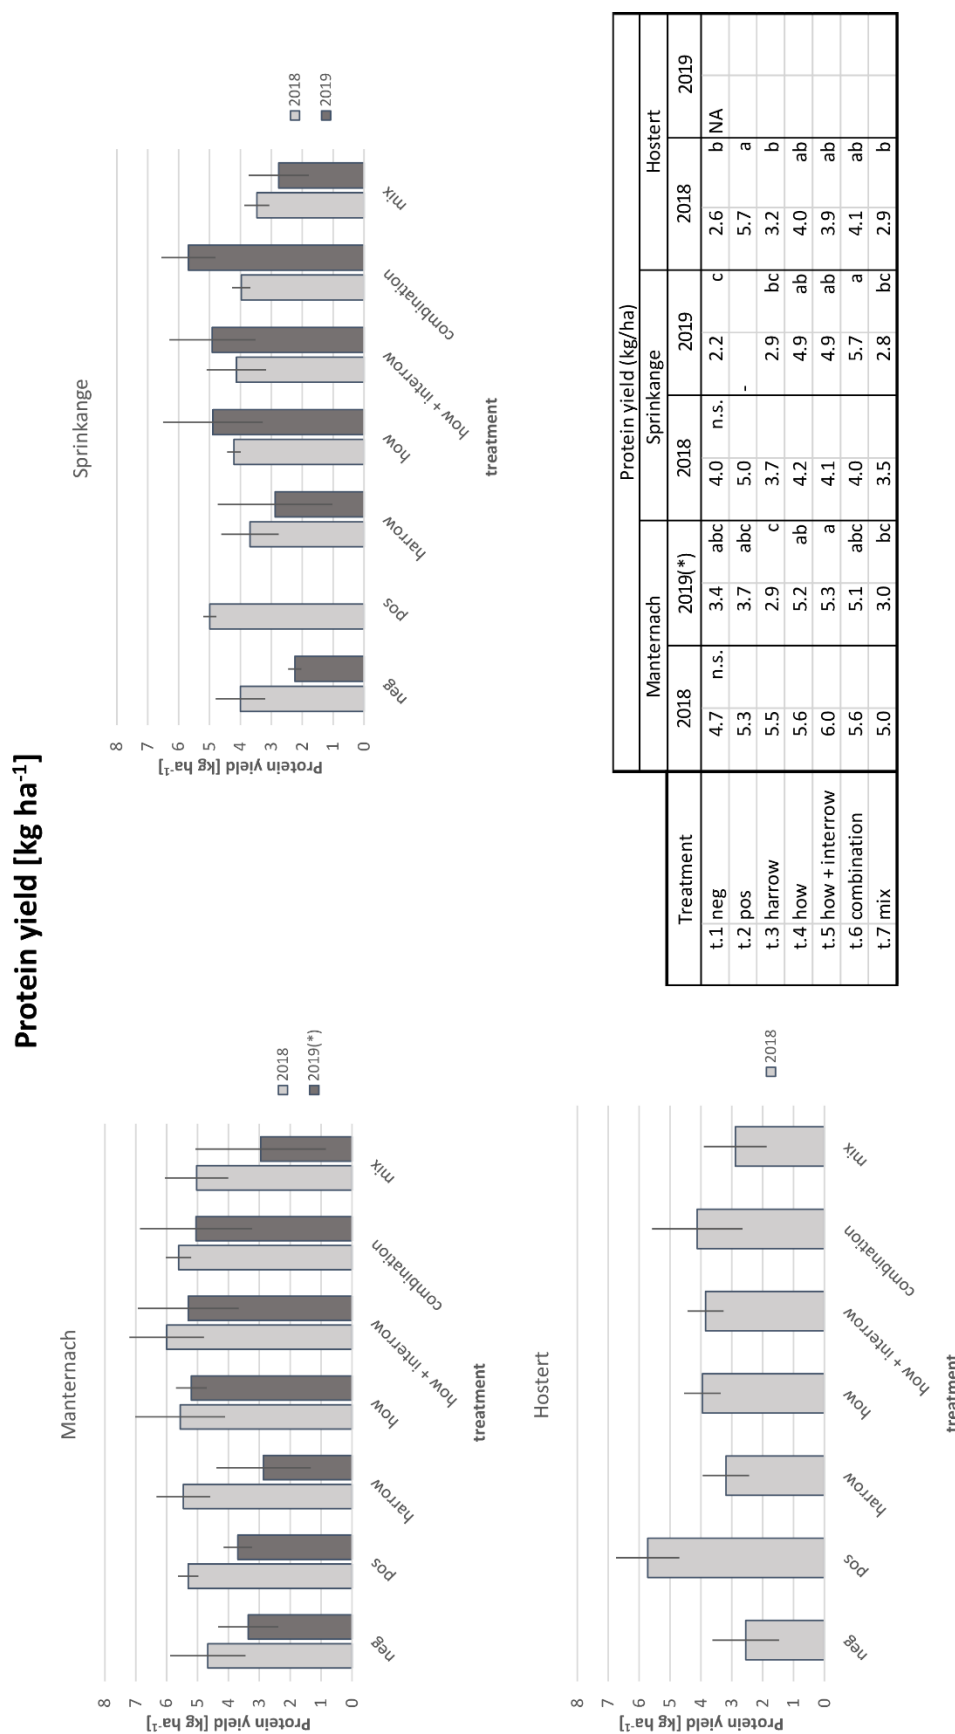 Protein yield [kg ha-1]
Manternach
Protein yield [kg ha-1]
8
7
6
5
4
3
2
1
0
neg
pos
harrow
how
how + interrow
combination
mix
treatment
2018
2019(*)
Sprinkange
Protein yield [kg ha-1]
8
7
6
5
4
3
2
1
0
neg
pos
harrow
how
how + interrow
combination
mix
treatment
2018
2019
Hostert
Protein yield [kg ha-1]
8
7
6
5
4
3
2
1
0
neg
pos
harrow
how
how + interrow
combination
mix
treatment
2018
Protein yield (kg/ha)
Manternach Sprinkange Hostert
Treatment 2018 2019(*) 2018 2019 2018 2019
t.1 neg 4.7 n.s. 3.4 abc 4.0 n.s. 2.2 c 2.6 b NA
t.2 pos 5.3 3.7 abc 5.0 - 5.7 a
t.3 harrow 5.5 2.9 c 3.7 2.9 bc 3.2 b
t.4 how 5.6 5.2 ab 4.2 4.9 ab 4.0 ab
t.5 how + interrow 6.0 5.3 a 4.1 4.9 ab 3.9 ab
t.6 combination 5.6 5.1 abc 4.0 5.7 a 4.1 ab
t.7 mix 5.0 3.0 bc 3.5 2.8 bc 2.9 b